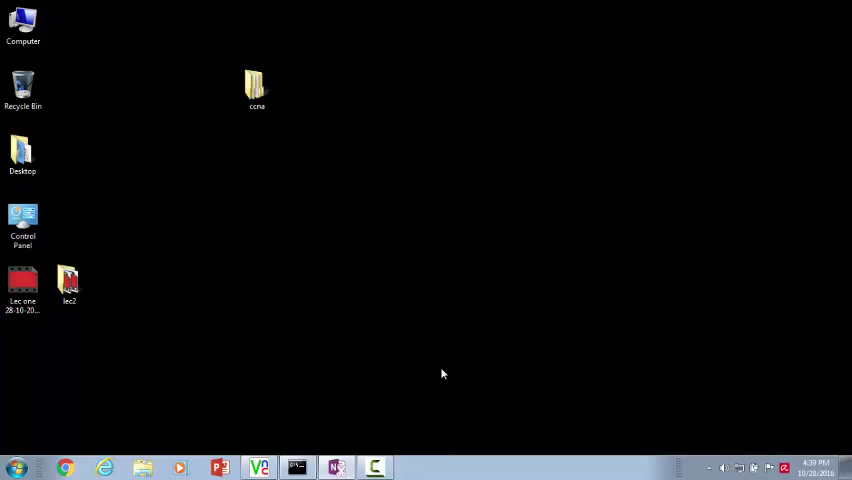 Computer
Recycle Bin
ccna
Desktop
Control
Panel
Lec one
28-10-20...
lec2
4:39 PM
10/28/2016